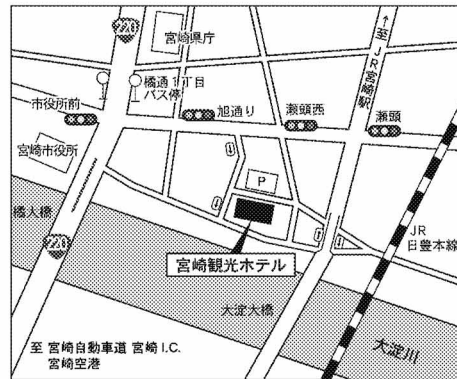 220
宮崎県庁
↑至JR宮崎駅
橘通1丁目
バス停
市役所前
旭通り
瀬頭西
瀬頭
宮崎市役所
P
橘大橋
220
JR
日豊本線
宮崎観光ホテル
大淀大橋
大淀川
至 宮崎自動車道 宮崎 I.C.
宮崎空港